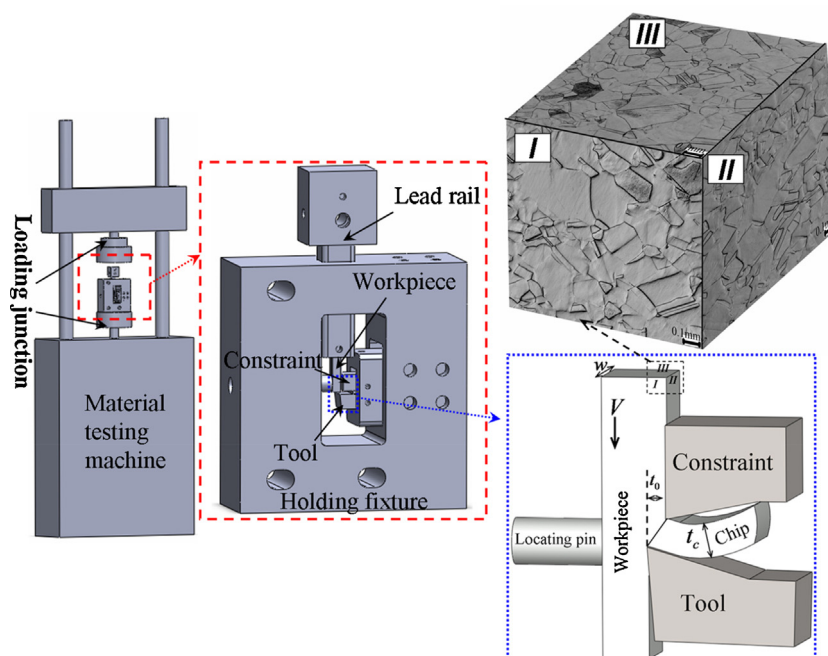 Loading junction
Material
testing
machine
Lead rail
Workpiece
Constraint
Tool
Holding fixture
III
I
II
0.1mm
w
III
I
II
V
t₀
Constraint
Locating pin
Workpiece
t_c
Chip
Tool